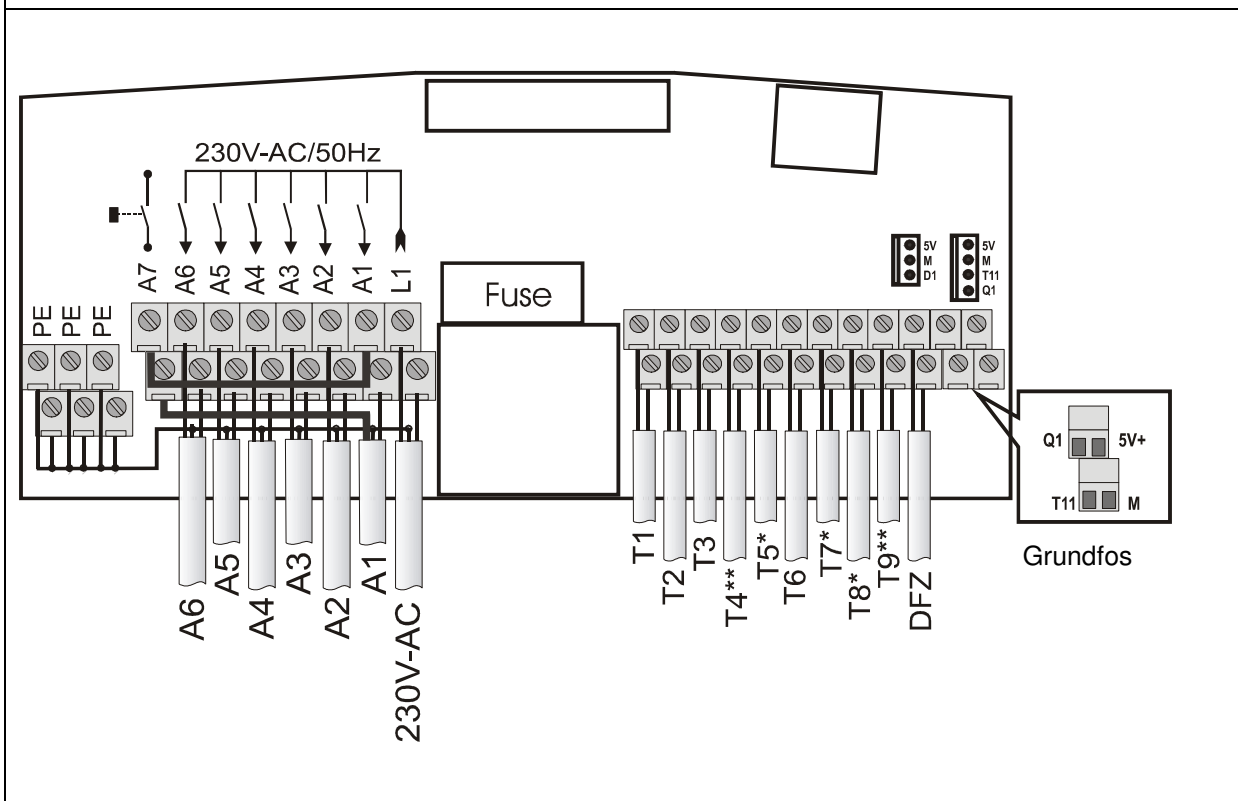 230V-AC/50Hz
A7
A6
A5
A4
A3
A2
A1
L1
PE
PE
PE
Fuse
5V
M
D1
5V
M
T11
Q1
Q1
5V+
T11
M
Grundfos
A6
A5
A4
A3
A2
A1
230V-AC
T1
T2
T3
T4**
T5*
T6
T7*
T8*
T9**
DFZ